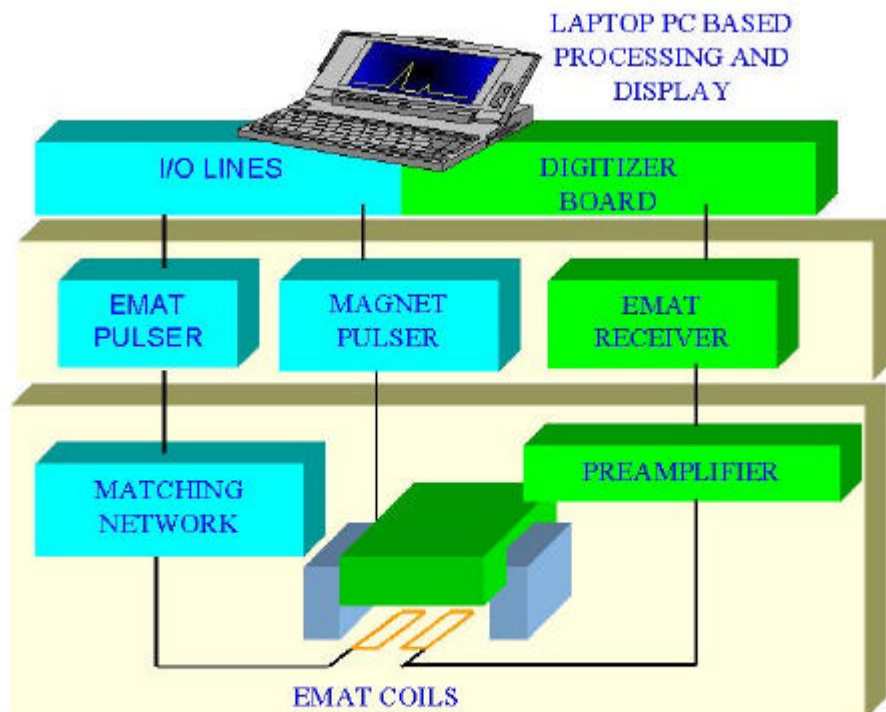 LAPTOP PC BASED
PROCESSING AND
DISPLAY
I/O LINES
DIGITIZER
BOARD
EMAT
PULSER
MAGNET
PULSER
EMAT
RECEIVER
MATCHING
NETWORK
PREAMPLIFIER
EMAT COILS